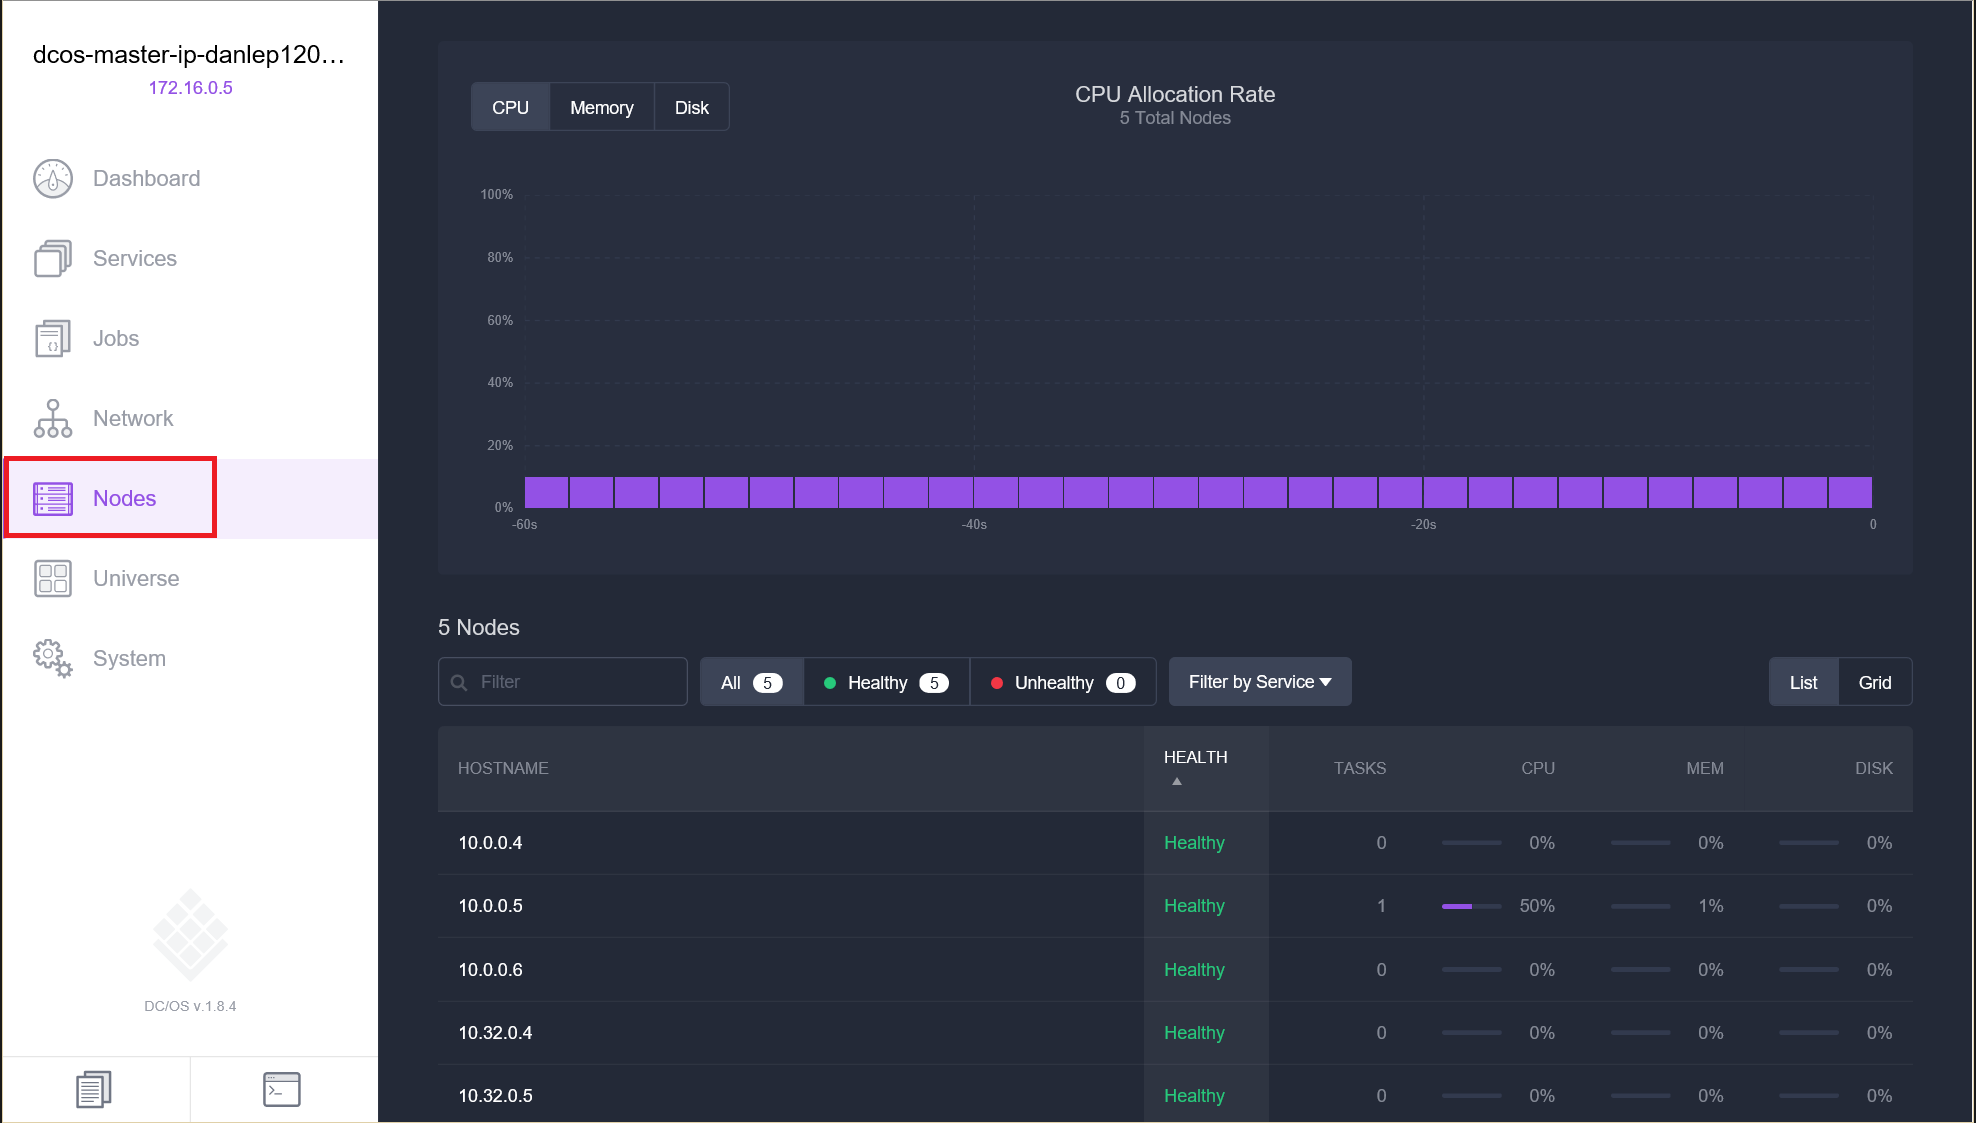 dcos-master-ip-danlep120...
172.16.0.5
Dashboard
Services
Jobs
Network
Nodes
Universe
System
DC/OS v.1.8.4
CPU Memory Disk
CPU Allocation Rate
5 Total Nodes
100%
80%
60%
40%
20%
0%
-60s -40s -20s 0
5 Nodes
Filter All 5 Healthy 5 Unhealthy 0 Filter by Service List Grid
HOSTNAME HEALTH TASKS CPU MEM DISK
10.0.0.4 Healthy 0 0% 0% 0%
10.0.0.5 Healthy 1 50% 1% 0%
10.0.0.6 Healthy 0 0% 0% 0%
10.32.0.4 Healthy 0 0% 0% 0%
10.32.0.5 Healthy 0 0% 0% 0%